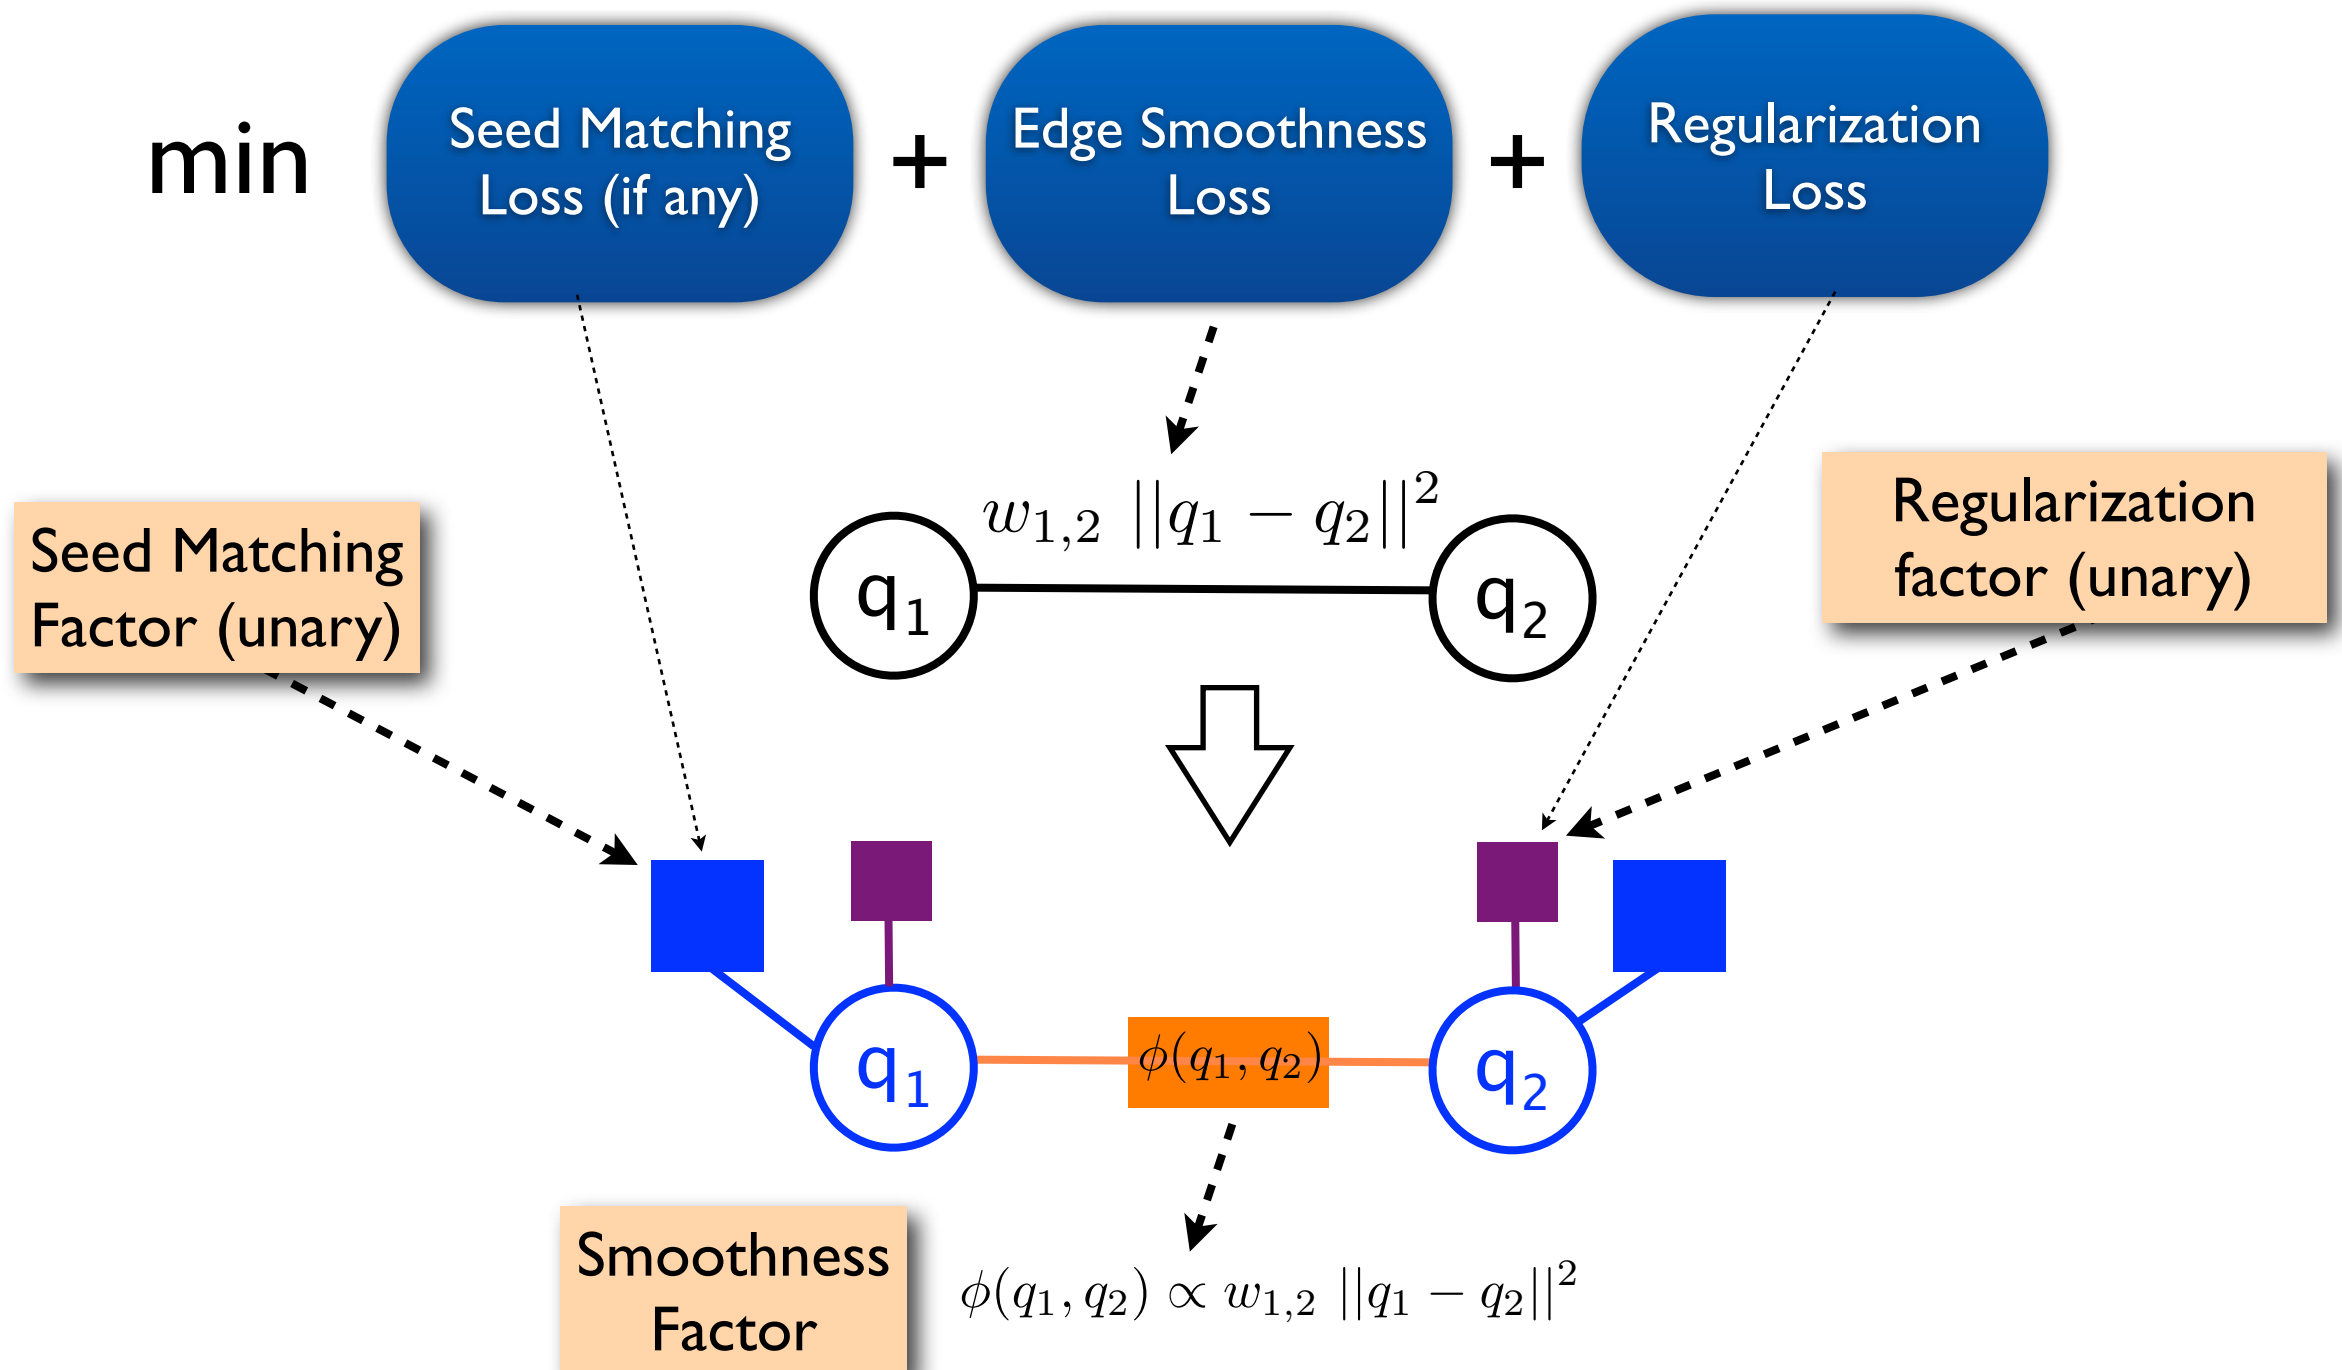 min
Seed Matching
Loss (if any)
+
Edge Smoothness
Loss
+
Regularization
Loss
Seed Matching
Factor (unary)
w₁,₂ ||q₁ − q₂||²
q₁
q₂
Regularization
factor (unary)
q₁
ϕ(q₁, q₂)
q₂
Smoothness
Factor
ϕ(q₁, q₂) ∝ w₁,₂ ||q₁ − q₂||²